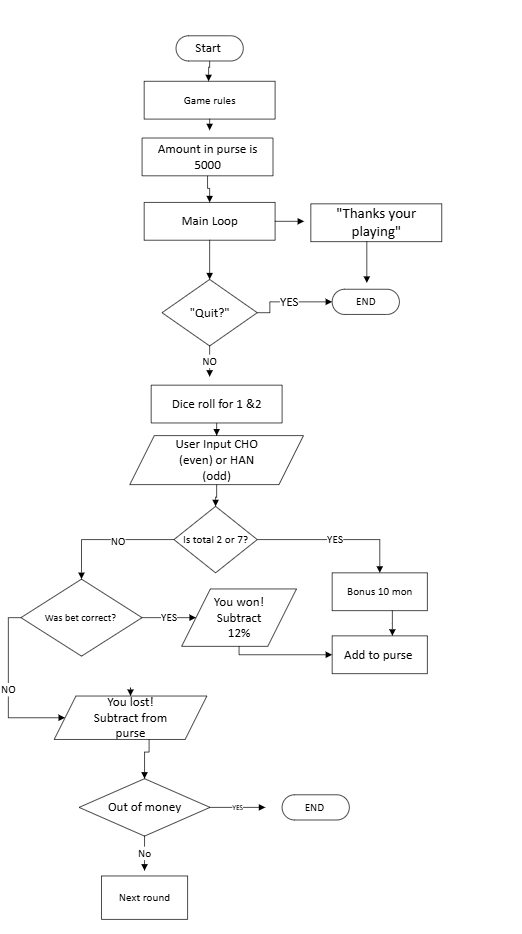 Start
Game rules
Amount in purse is
5000
Main Loop
"Thanks your
playing"
"Quit?"
YES
END
NO
Dice roll for 1 &2
User Input CHO
(even) or HAN
(odd)
Is total 2 or 7?
NO
YES
Bonus 10 mon
Was bet correct?
YES
You won!
Subtract
12%
Add to purse
NO
You lost!
Subtract from
purse
Out of money
YES
END
No
Next round